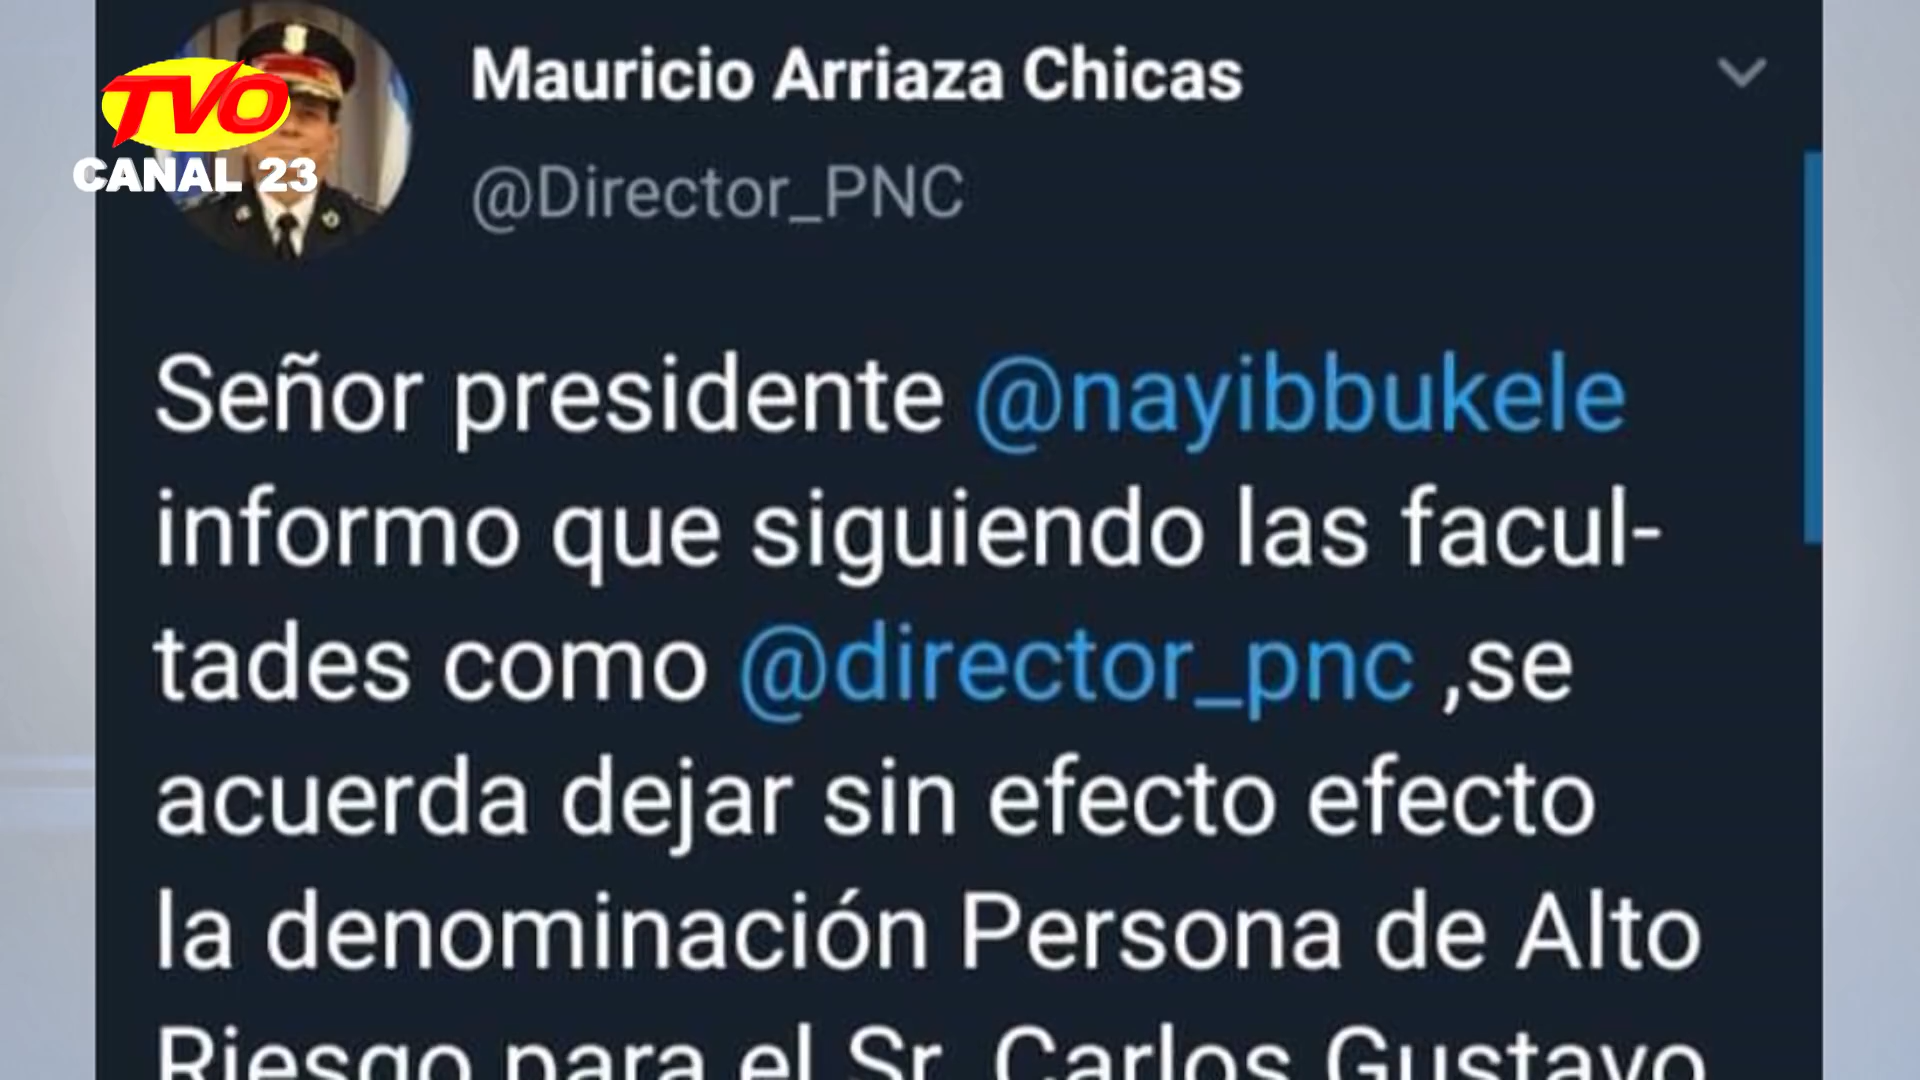 TVO
CANAL 23
Mauricio Arriaza Chicas
@Director_PNC
Señor presidente @nayibbukele
informo que siguiendo las facul-
tades como @director_pnc ,se
acuerda dejar sin efecto efecto
la denominación Persona de Alto
Riesgo para el Sr. Carlos Gustavo